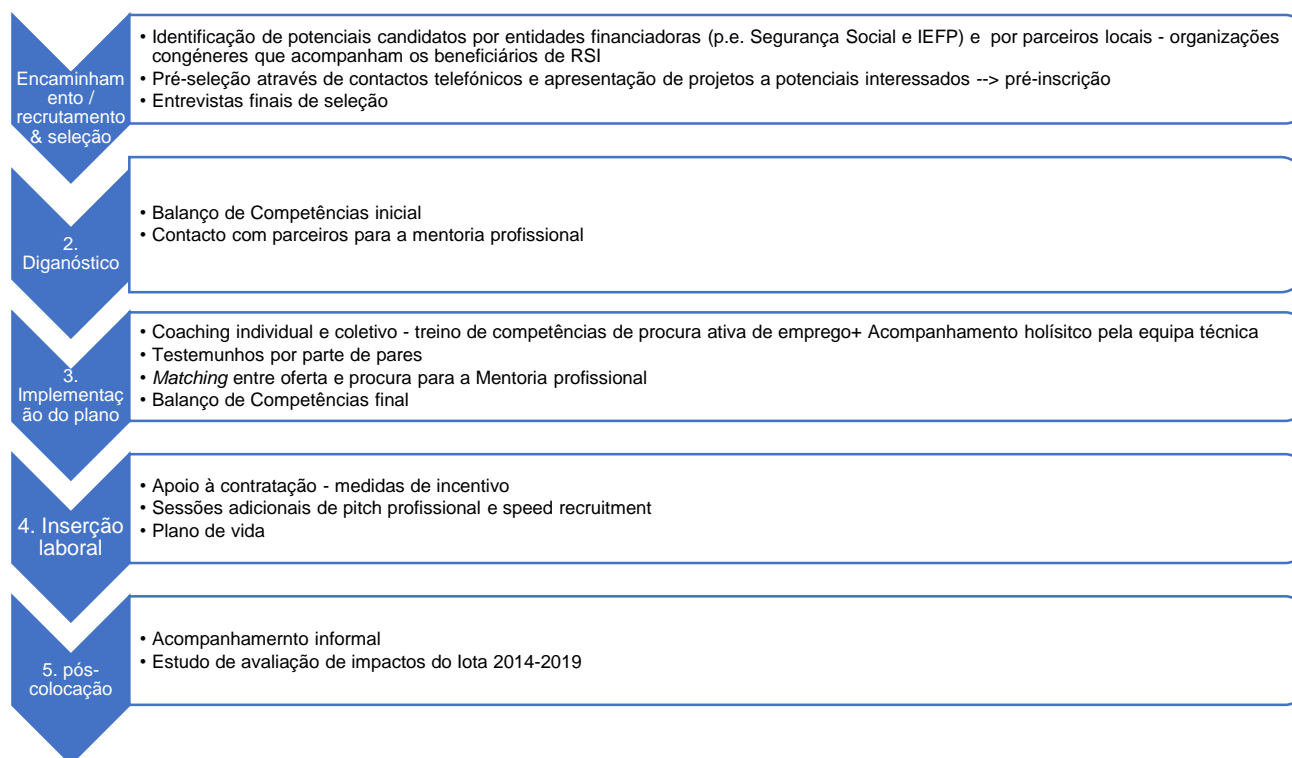 Encaminham
ento /
recrutamento
& seleção
• Identificação de potenciais candidatos por entidades financiadoras (p.e. Segurança Social e IEFP) e por parceiros locais - organizações
congéneres que acompanham os beneficiários de RSI
• Pré-seleção através de contactos telefónicos e apresentação de projetos a potenciais interessados --> pré-inscrição
• Entrevistas finais de seleção
2.
Diganóstico
• Balanço de Competências inicial
• Contacto com parceiros para a mentoria profissional
3.
Implementaç
ão do plano
• Coaching individual e coletivo - treino de competências de procura ativa de emprego+ Acompanhamento holísitco pela equipa técnica
• Testemunhos por parte de pares
• Matching entre oferta e procura para a Mentoria profissional
• Balanço de Competências final
4. Inserção
laboral
• Apoio à contratação - medidas de incentivo
• Sessões adicionais de pitch profissional e speed recruitment
• Plano de vida
5. pós-
colocação
• Acompanhamernto informal
• Estudo de avaliação de impactos do Iota 2014-2019